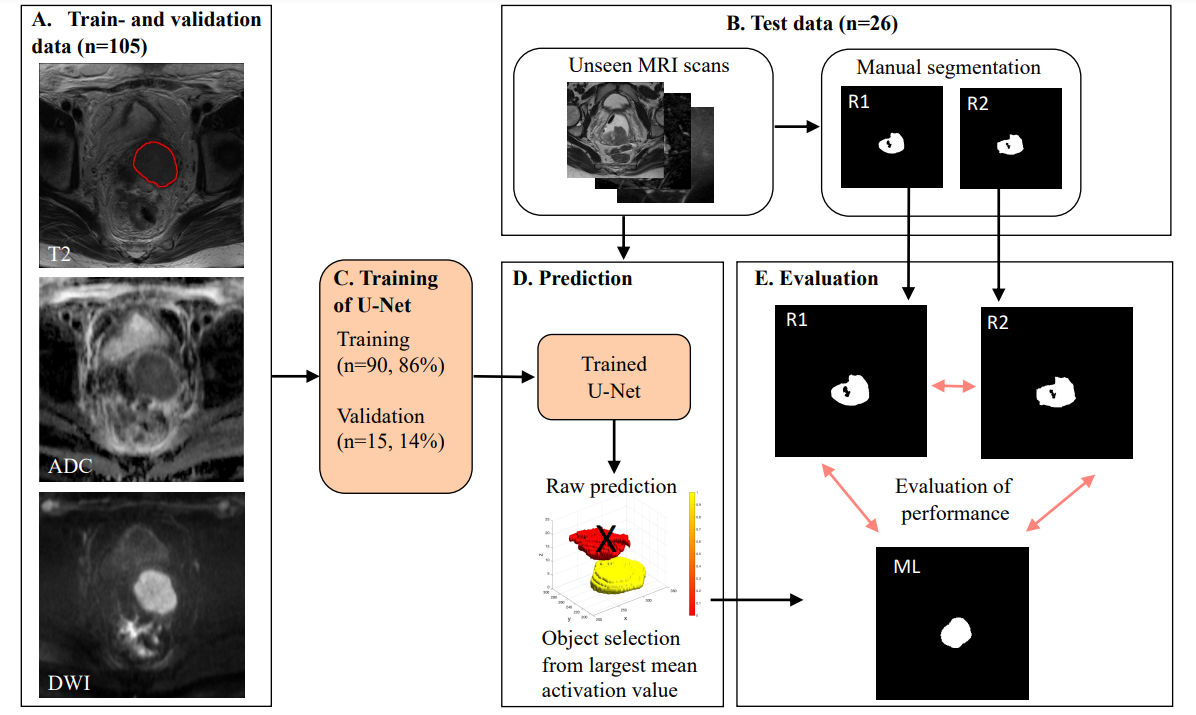 A. Train- and validation
data (n=105)
T2
ADC
DWI
B. Test data (n=26)
Unseen MRI scans
Manual segmentation
R1
R2
C. Training
of U-Net
Training
(n=90, 86%)
Validation
(n=15, 14%)
D. Prediction
Trained
U-Net
Raw prediction
Object selection
from largest mean
activation value
E. Evaluation
R1
R2
Evaluation of
performance
ML